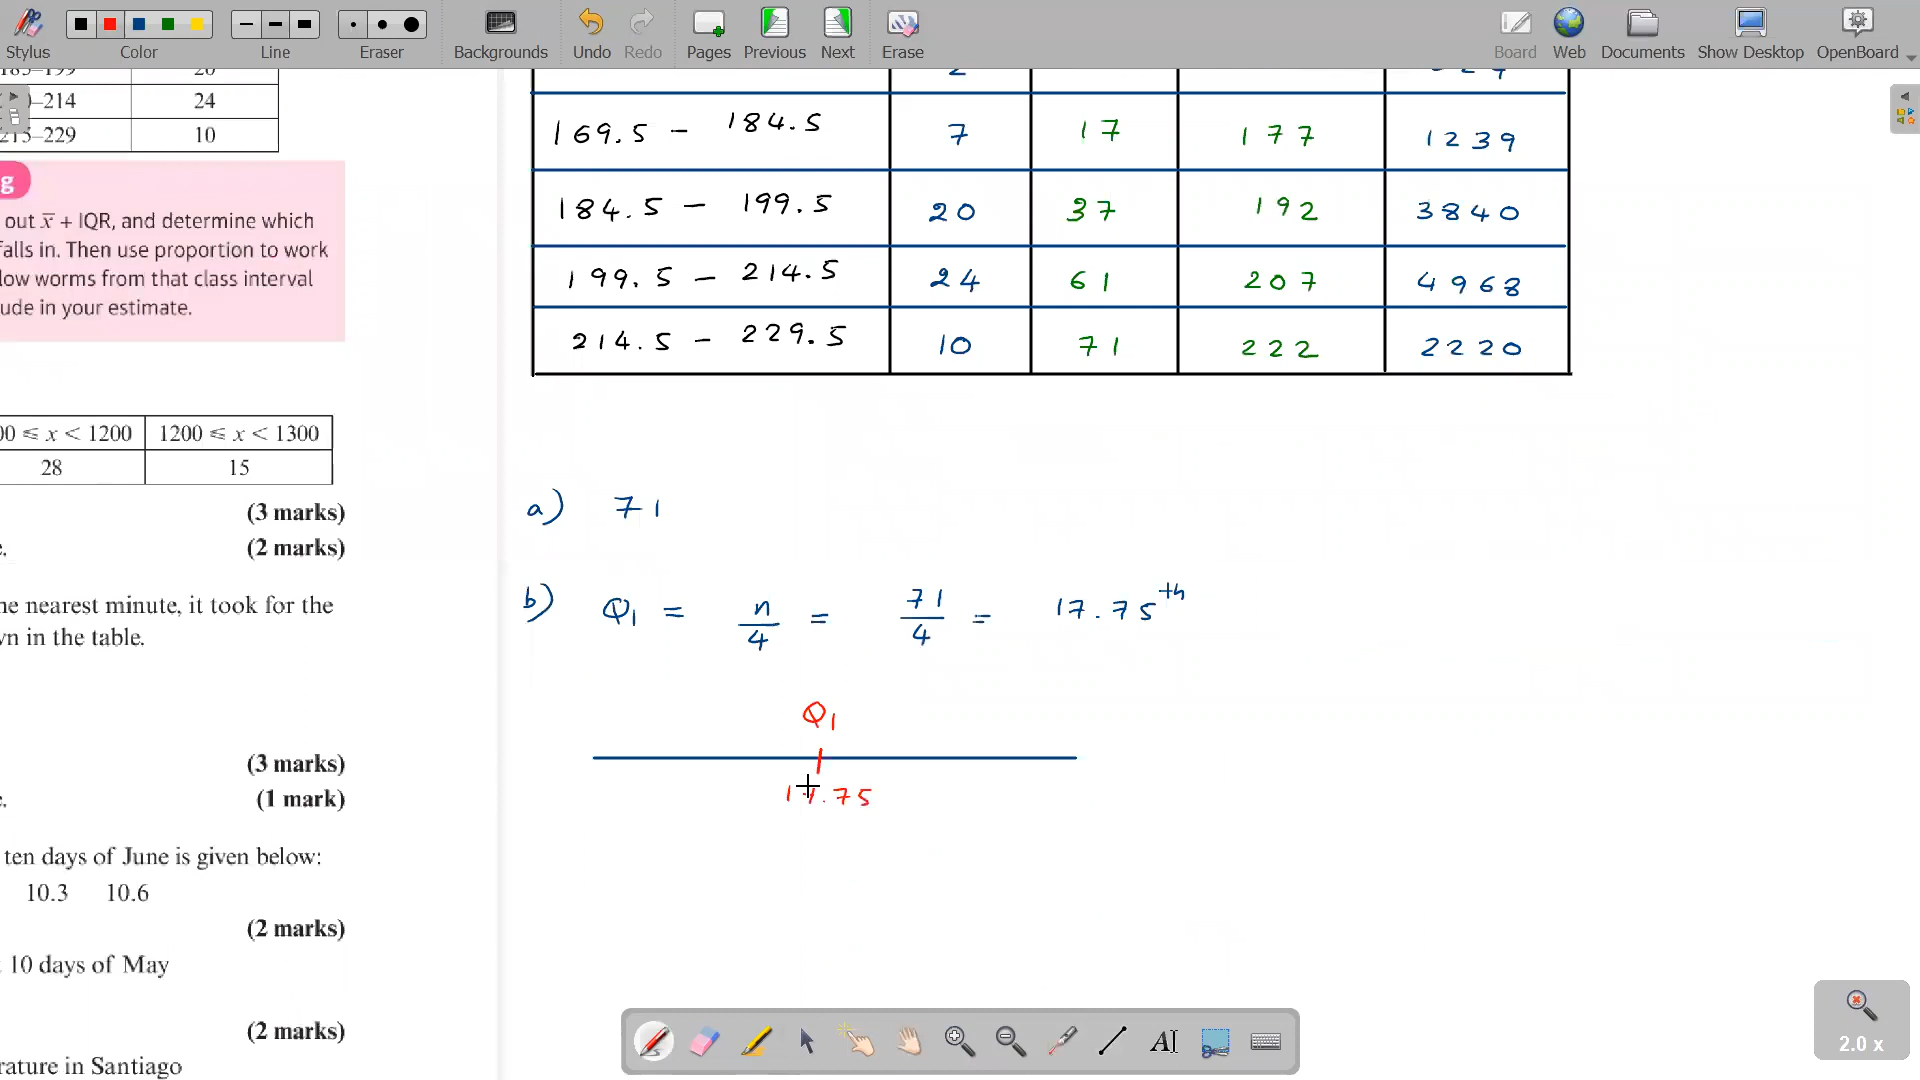 Stylus Color Line Eraser Backgrounds Undo Redo Pages Previous Next Erase Board Web Documents Show Desktop OpenBoard
185–199 20
–214 24
215–229 10
g
out x̄ + IQR, and determine which
falls in. Then use proportion to work
low worms from that class interval
ude in your estimate.
00 ⩽ x < 1200 1200 ⩽ x < 1300
28 15
(3 marks)
e. (2 marks)
ne nearest minute, it took for the
wn in the table.
(3 marks)
e. (1 mark)
ten days of June is given below:
10.3 10.6
(2 marks)
10 days of May
(2 marks)
rature in Santiago
169.5 – 184.5 7 17 177 1239
184.5 – 199.5 20 37 192 3840
199.5 – 214.5 24 61 207 4968
214.5 – 229.5 10 71 222 2220
a) 71
b) Q1 = n/4 = 71/4 = 17.75th
Q1
17.75
2.0 x